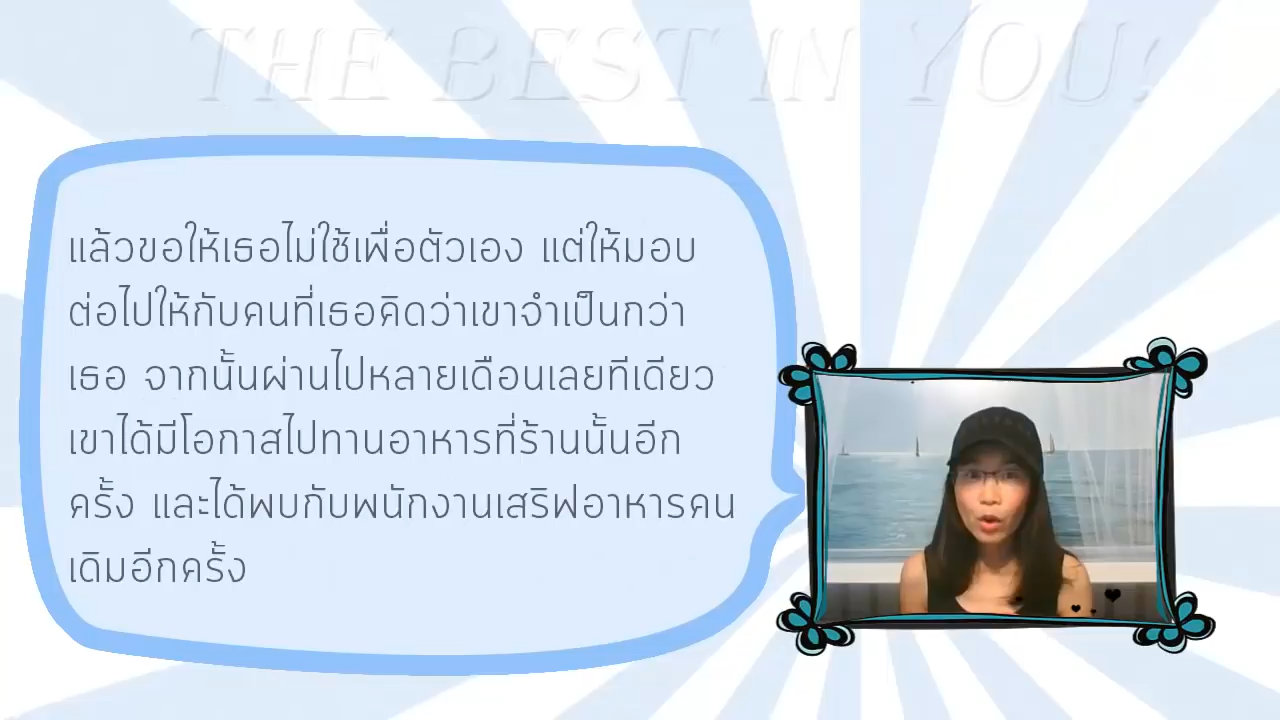 THE BEST IN YOU!
แล้วขอให้เธอไม่ใช้เพื่อตัวเอง แต่ให้มอบ
ต่อไปให้กับคนที่เธอคิดว่าเขาจำเป็นกว่า
เธอ จากนั้นผ่านไปหลายเดือนเลยทีเดียว
เขาได้มีโอกาสไปทานอาหารที่ร้านนั้นอีก
ครั้ง และได้พบกับพนักงานเสริฟอาหารคน
เดิมอีกครั้ง